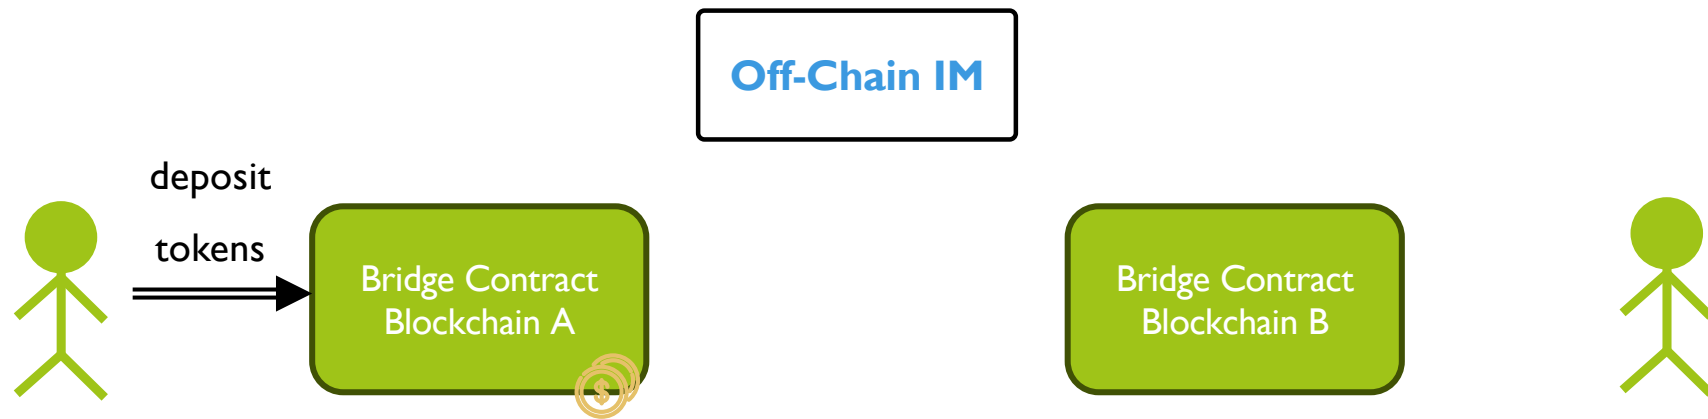 Off-Chain IM
deposit
tokens
Bridge Contract
Blockchain A
$
Bridge Contract
Blockchain B